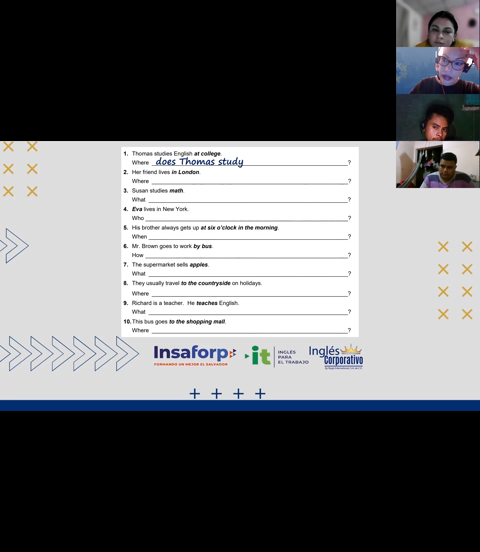 1. Thomas studies English at college.
Where does Thomas study ?
2. Her friend lives in London.
Where ?
3. Susan studies math.
What ?
4. Eva lives in New York.
Who ?
5. His brother always gets up at six o'clock in the morning.
When ?
6. Mr. Brown goes to work by bus.
How ?
7. The supermarket sells apples.
What ?
8. They usually travel to the countryside on holidays.
Where ?
9. Richard is a teacher. He teaches English.
What ?
10. This bus goes to the shopping mall.
Where ?
Insaforp
FORMANDO UN MEJOR EL SALVADOR
it
INGLÉS
PARA
EL TRABAJO
Inglés
Corporativo